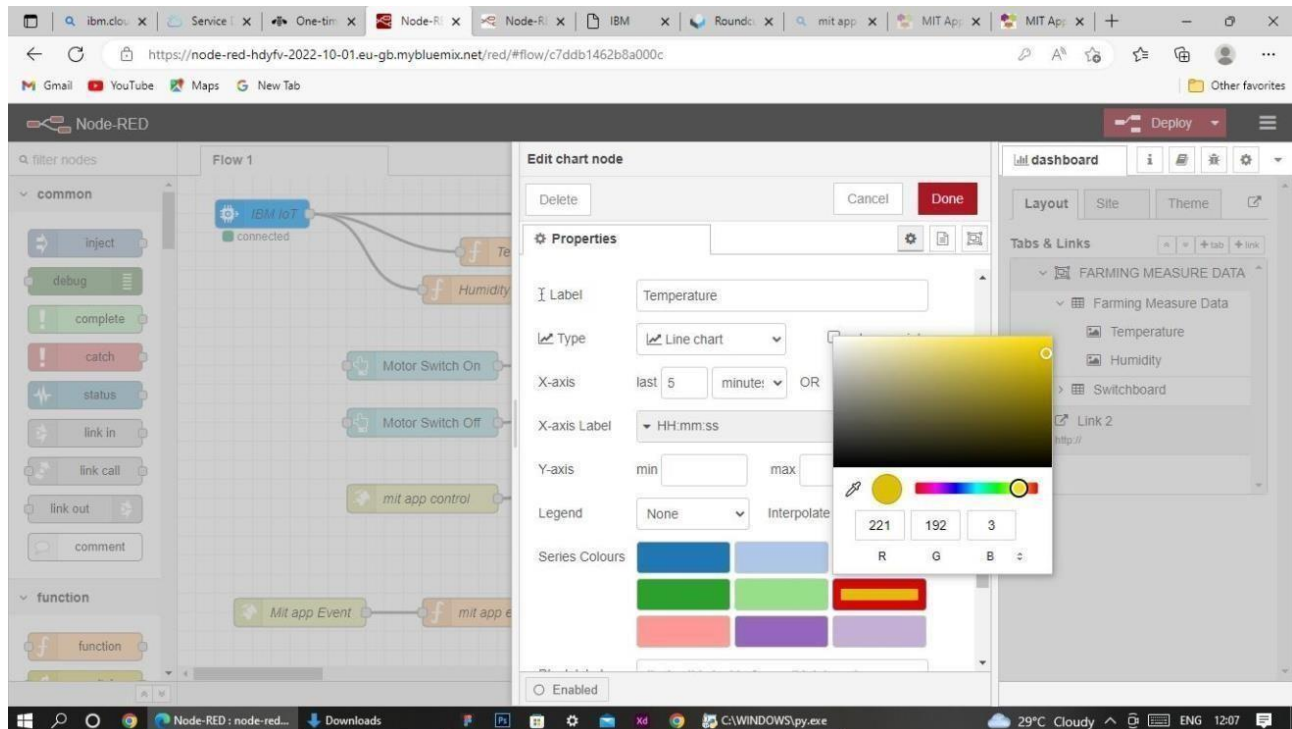 ibm.clou
Service
One-tim
Node-R
Node-R
IBM
Roundc
mit app
MIT App
MIT App
https://node-red-hdyfv-2022-10-01.eu-gb.mybluemix.net/red/#flow/c7ddb1462b8a000c
Gmail YouTube Maps New Tab Other favorites
Node-RED Deploy
filter nodes
common
inject
debug
complete
catch
status
link in
link call
link out
comment
function
function
Flow 1
IBM IoT
connected
Te
Humidity
Motor Switch On
Motor Switch Off
mit app control
Mit app Event
mit app e
Edit chart node
Delete Cancel Done
Properties
Label Temperature
Type Line chart
X-axis last 5 minutes OR
X-axis Label HH:mm:ss
Y-axis min max
Legend None Interpolate
Series Colours
221 192 3
R G B
Enabled
dashboard i
Layout Site Theme
Tabs & Links +tab +link
FARMING MEASURE DATA
Farming Measure Data
Temperature
Humidity
Switchboard
Link 2
http://
Node-RED : node-red... Downloads Ps Xd C:\WINDOWS\py.exe 29°C Cloudy ENG 12:07